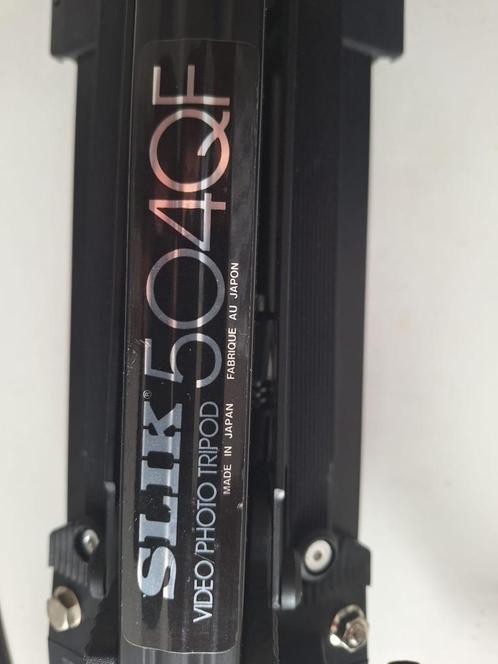 SLIK® 504QF
VIDEO/PHOTO TRIPOD
MADE IN JAPAN FABRIQUE AU JAPON